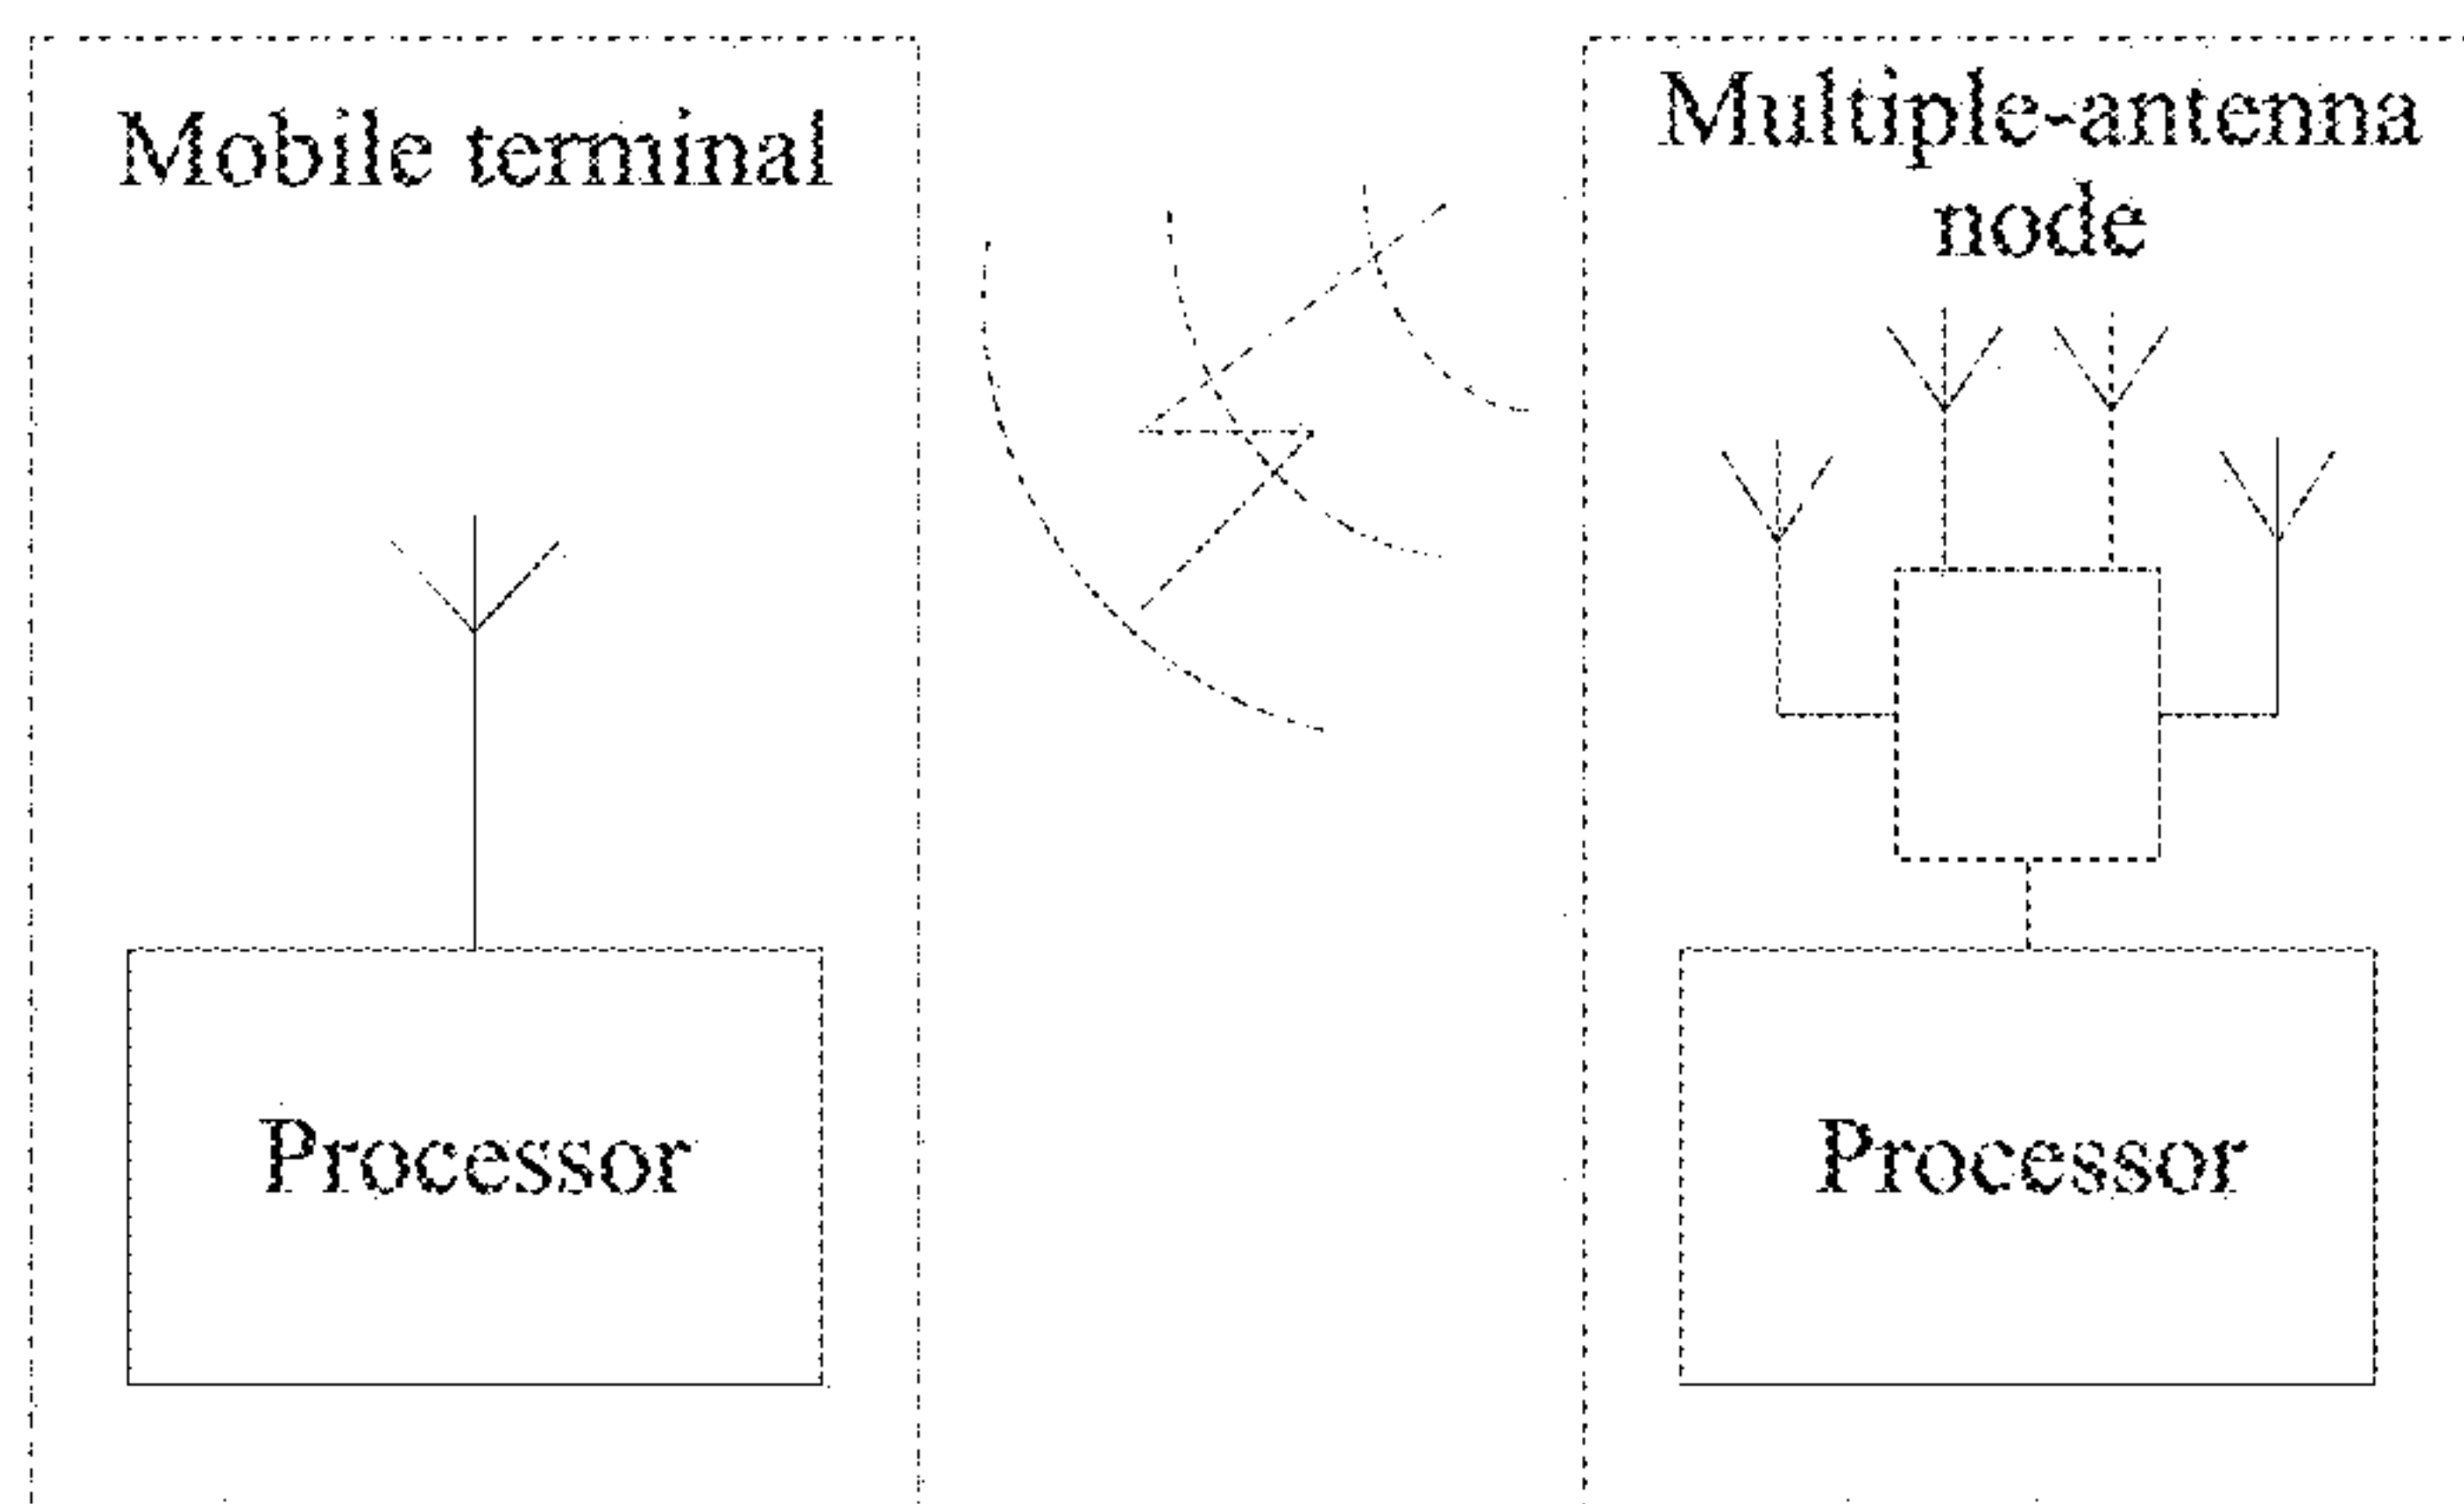 Mobile terminal
Multiple-antenna
node
Processor
Processor